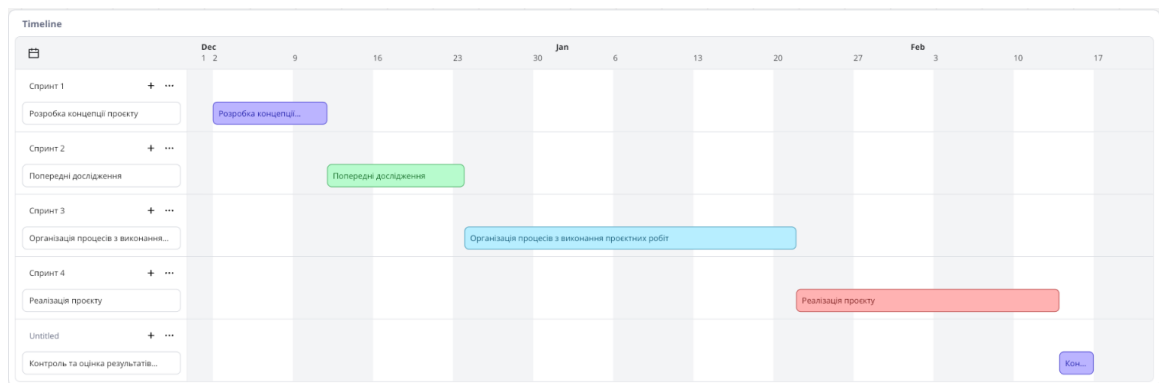 Timeline
Dec Jan Feb
1 2 9 16 23 30 6 13 20 27 3 10 17
Спринт 1 + ...
Розробка концепції проєкту Розробка концепції...
Спринт 2 + ...
Попередні дослідження Попередні дослідження
Спринт 3 + ...
Організація процесів з виконання... Організація процесів з виконання проєктних робіт
Спринт 4 + ...
Реалізація проєкту Реалізація проєкту
Untitled + ...
Контроль та оцінка результатів... Кон...